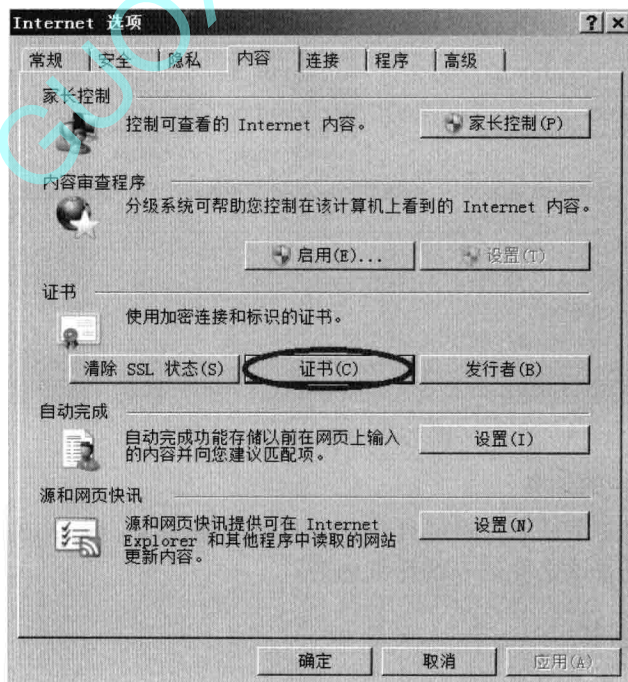 Internet 选项
常规 安全 隐私 内容 连接 程序 高级
家长控制
控制可查看的 Internet 内容。
家长控制(P)
内容审查程序
分级系统可帮助您控制在该计算机上看到的 Internet 内容。
启用(E)...
设置(T)
证书
使用加密连接和标识的证书。
清除 SSL 状态(S)
证书(C)
发行者(B)
自动完成
自动完成功能存储以前在网页上输入
的内容并向您建议匹配项。
设置(I)
源和网页快讯
源和网页快讯提供可在 Internet
Explorer 和其他程序中读取的网站
更新内容。
设置(N)
确定
取消
应用(A)